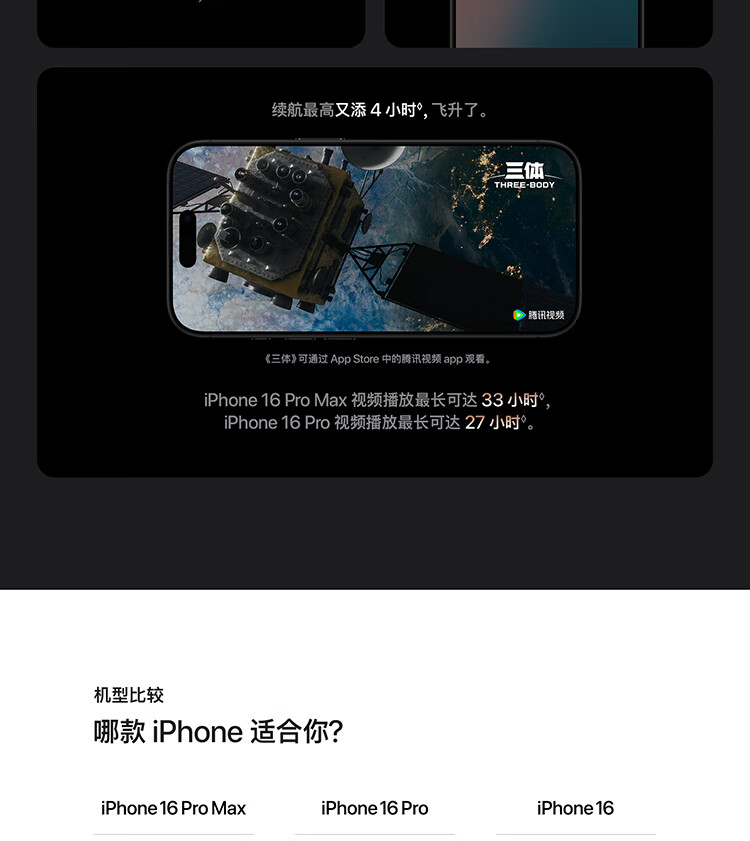 续航最高又添 4 小时◊，飞升了。
三体
THREE-BODY
腾讯视频
《三体》可通过 App Store 中的腾讯视频 app 观看。
iPhone 16 Pro Max 视频播放最长可达 33 小时◊，
iPhone 16 Pro 视频播放最长可达 27 小时◊。
机型比较
哪款 iPhone 适合你？
iPhone 16 Pro Max
iPhone 16 Pro
iPhone 16